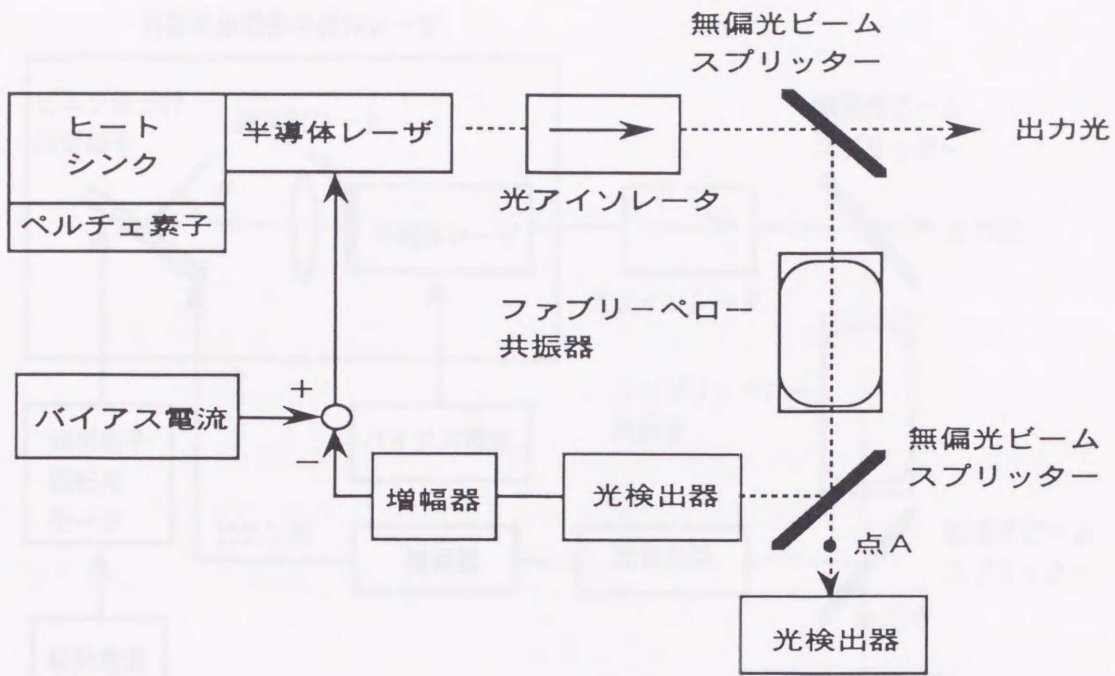 無偏光ビーム
スプリッター
ヒート
シンク
半導体レーザ
出力光
光アイソレータ
ペルチェ素子
ファブリーペロー
共振器
+
バイアス電流
−
無偏光ビーム
スプリッター
増幅器
光検出器
点A
光検出器